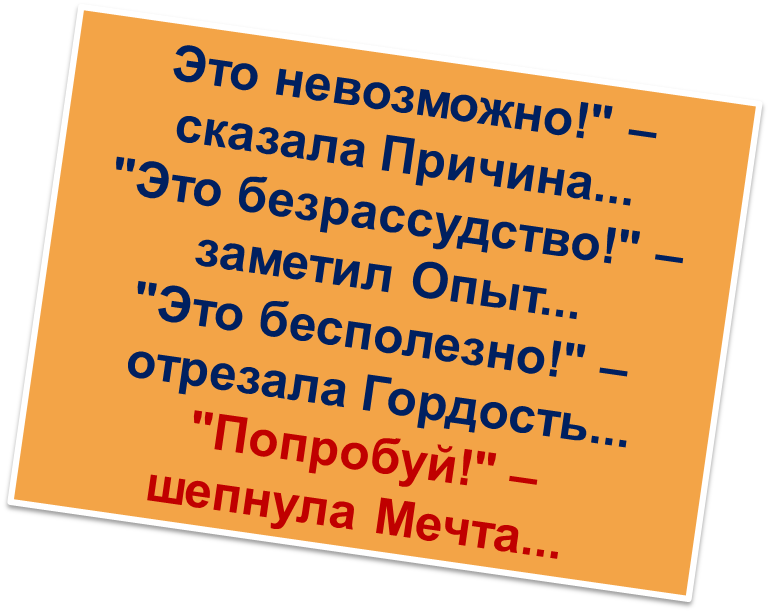 Это невозможно!" –
сказала Причина...
"Это безрассудство!" –
заметил Опыт...
"Это бесполезно!" –
отрезала Гордость...
"Попробуй!" –
шепнула Мечта...